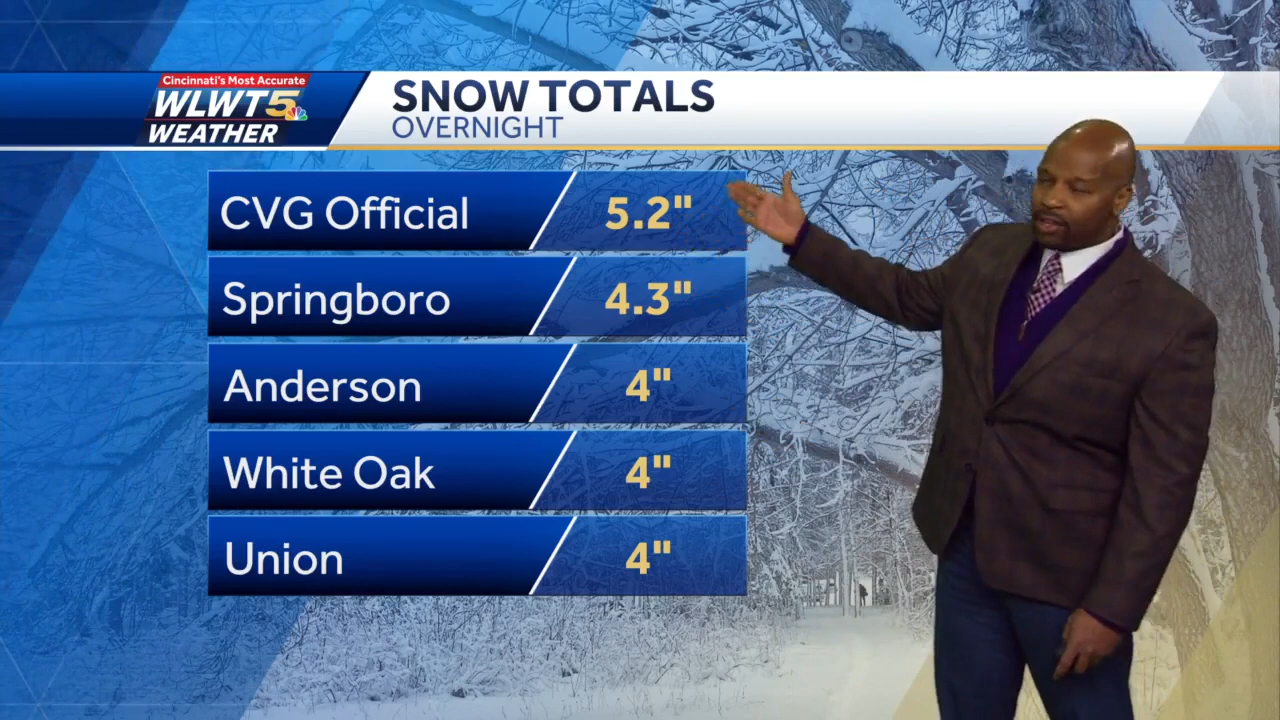 Cincinnati's Most Accurate
WLWT5
WEATHER
SNOW TOTALS
OVERNIGHT
CVG Official 5.2"
Springboro 4.3"
Anderson 4"
White Oak 4"
Union 4"